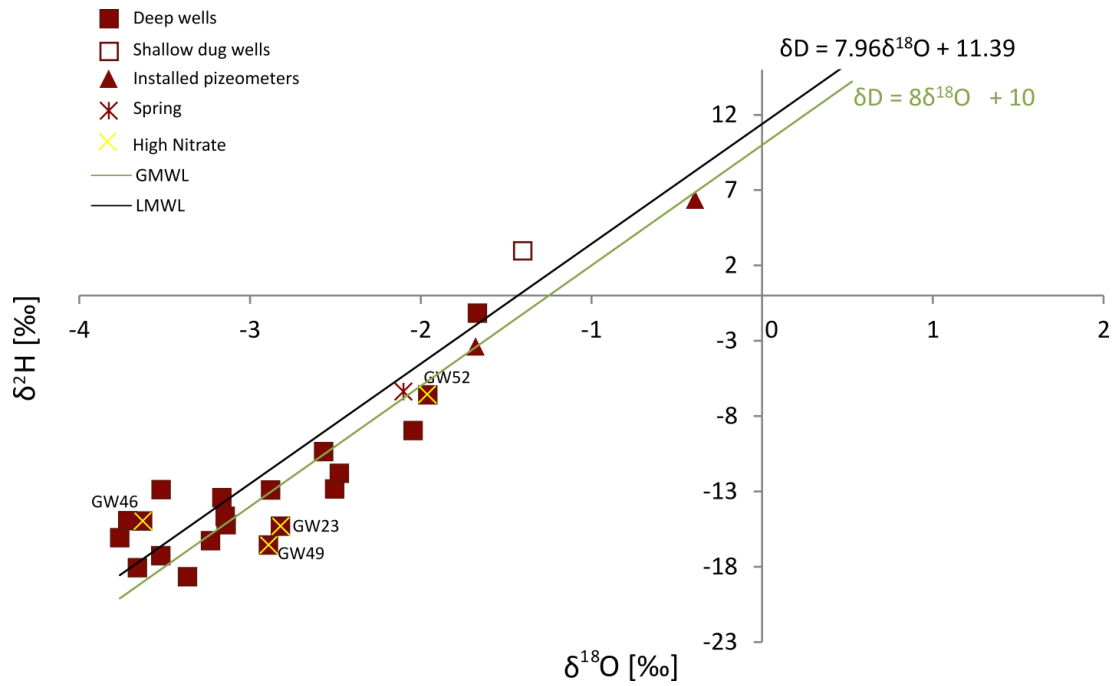 Deep wells
Shallow dug wells
Installed pizeometers
Spring
High Nitrate
GMWL
LMWL
δD = 7.96δ¹⁸O + 11.39
δD = 8δ¹⁸O + 10
12
7
2
-4
-3
-2
-1
0
1
2
-3
GW52
-8
-13
GW46
GW23
GW49
-18
-23
δ²H [‰]
δ¹⁸O [‰]